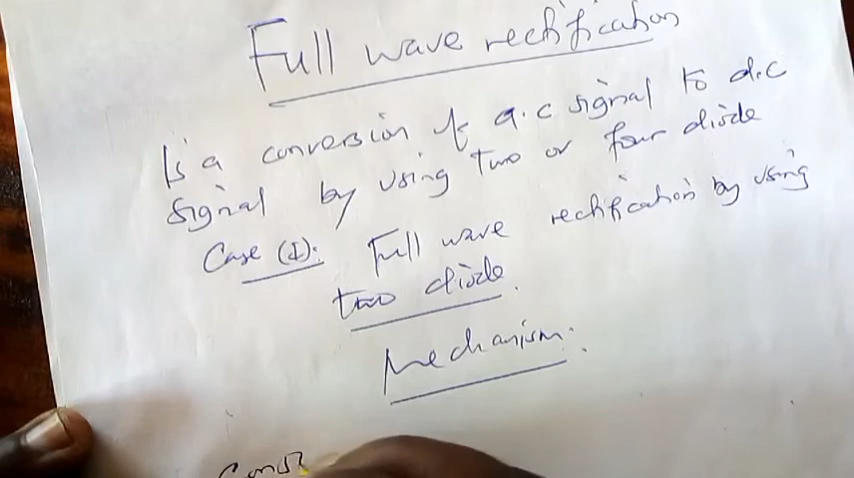 Full wave rectification
Is a conversion of a.c signal to d.c
signal by using two or four diode
Case (I): Full wave rectification by using
two diode.
Mechanism:
Cons